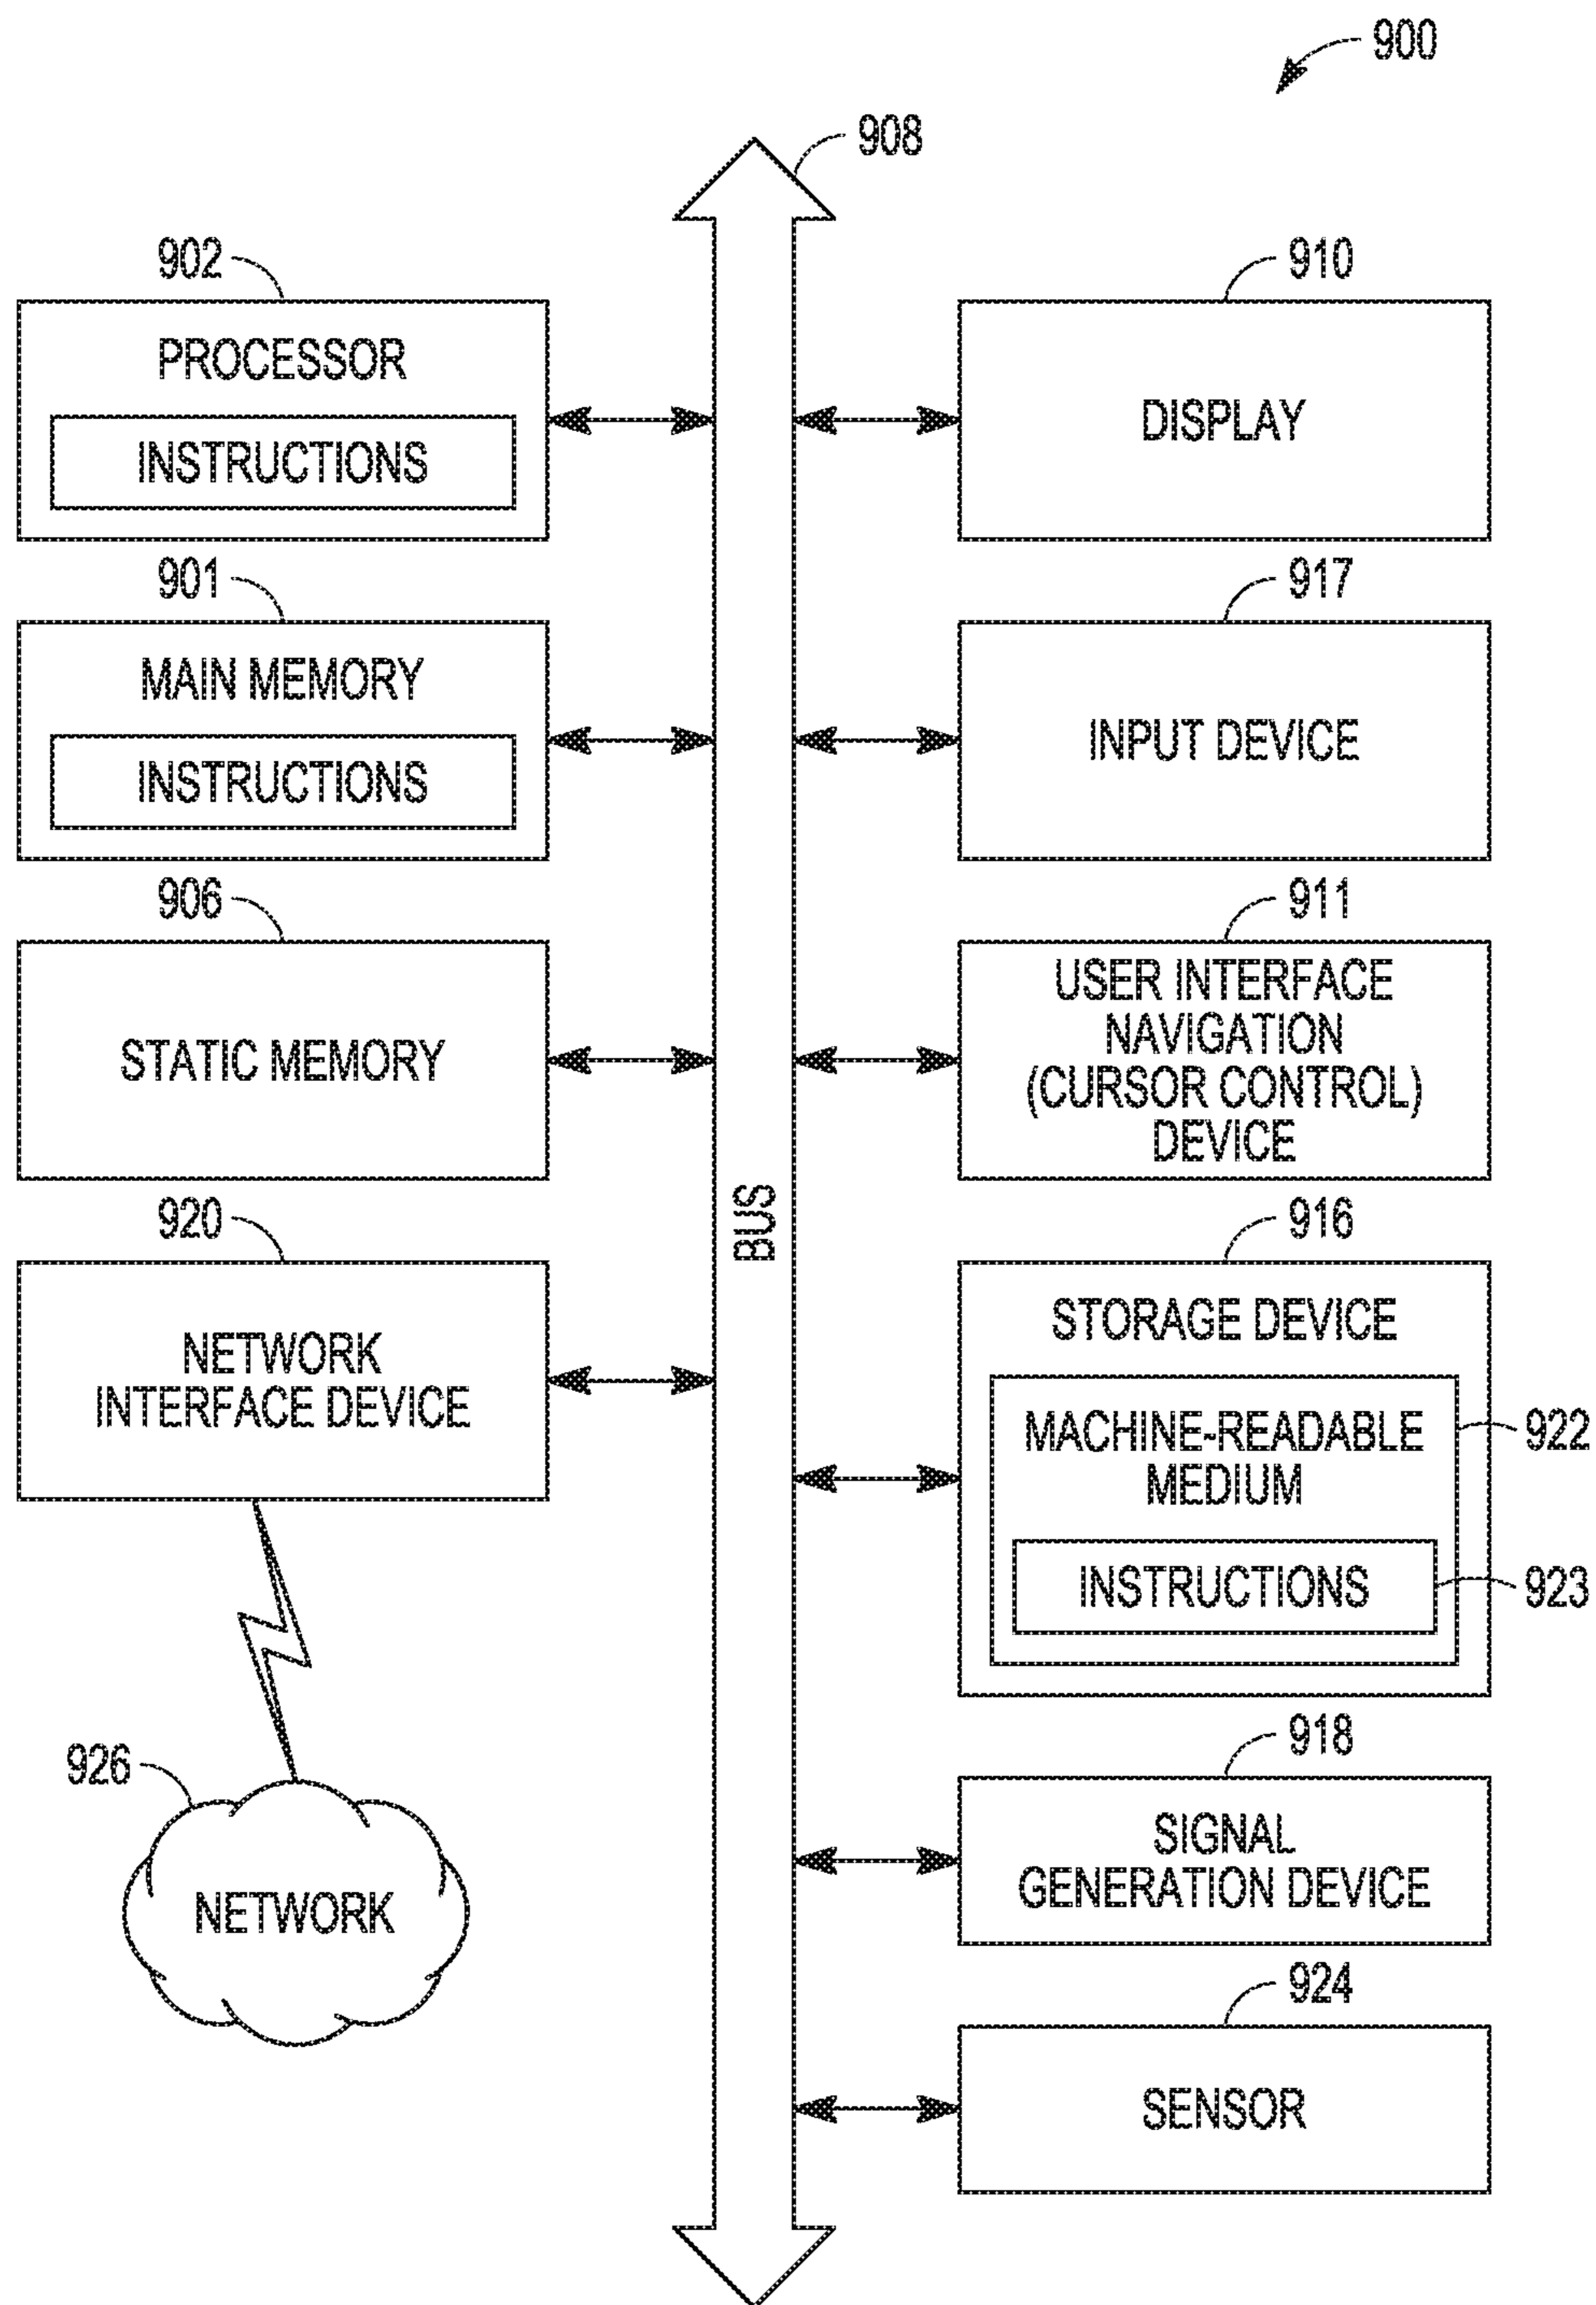 900
908
902
PROCESSOR
INSTRUCTIONS
901
MAIN MEMORY
INSTRUCTIONS
906
STATIC MEMORY
920
NETWORK
INTERFACE DEVICE
926
NETWORK
BUS
910
DISPLAY
917
INPUT DEVICE
911
USER INTERFACE
NAVIGATION
(CURSOR CONTROL)
DEVICE
916
STORAGE DEVICE
MACHINE-READABLE
MEDIUM
922
INSTRUCTIONS
923
918
SIGNAL
GENERATION DEVICE
924
SENSOR